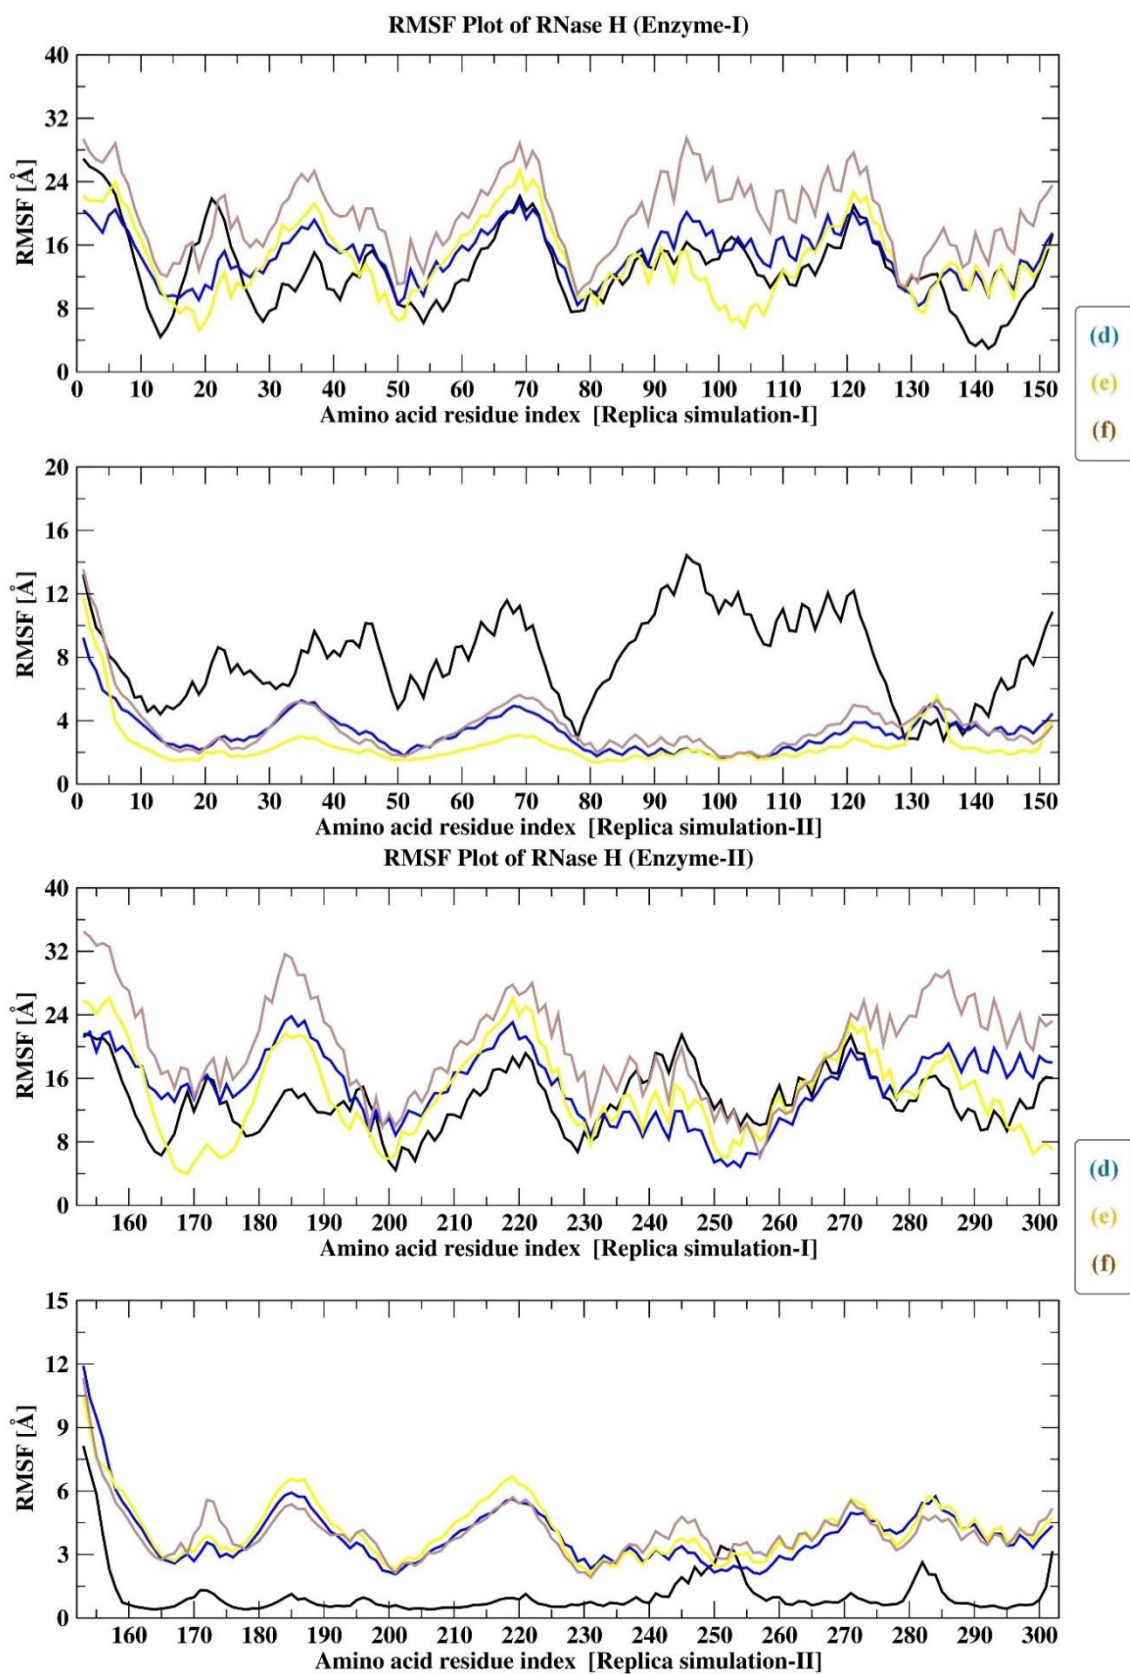 RMSF Plot of RNase H (Enzyme-I)
40
32
24
16
8
0
RMSF [Å]
0 10 20 30 40 50 60 70 80 90 100 110 120 130 140 150
Amino acid residue index [Replica simulation-I]
(d)
(e)
(f)
20
16
12
8
4
0
RMSF [Å]
0 10 20 30 40 50 60 70 80 90 100 110 120 130 140 150
Amino acid residue index [Replica simulation-II]
RMSF Plot of RNase H (Enzyme-II)
40
32
24
16
8
0
RMSF [Å]
160 170 180 190 200 210 220 230 240 250 260 270 280 290 300
Amino acid residue index [Replica simulation-I]
(d)
(e)
(f)
15
12
9
6
3
0
RMSF [Å]
160 170 180 190 200 210 220 230 240 250 260 270 280 290 300
Amino acid residue index [Replica simulation-II]